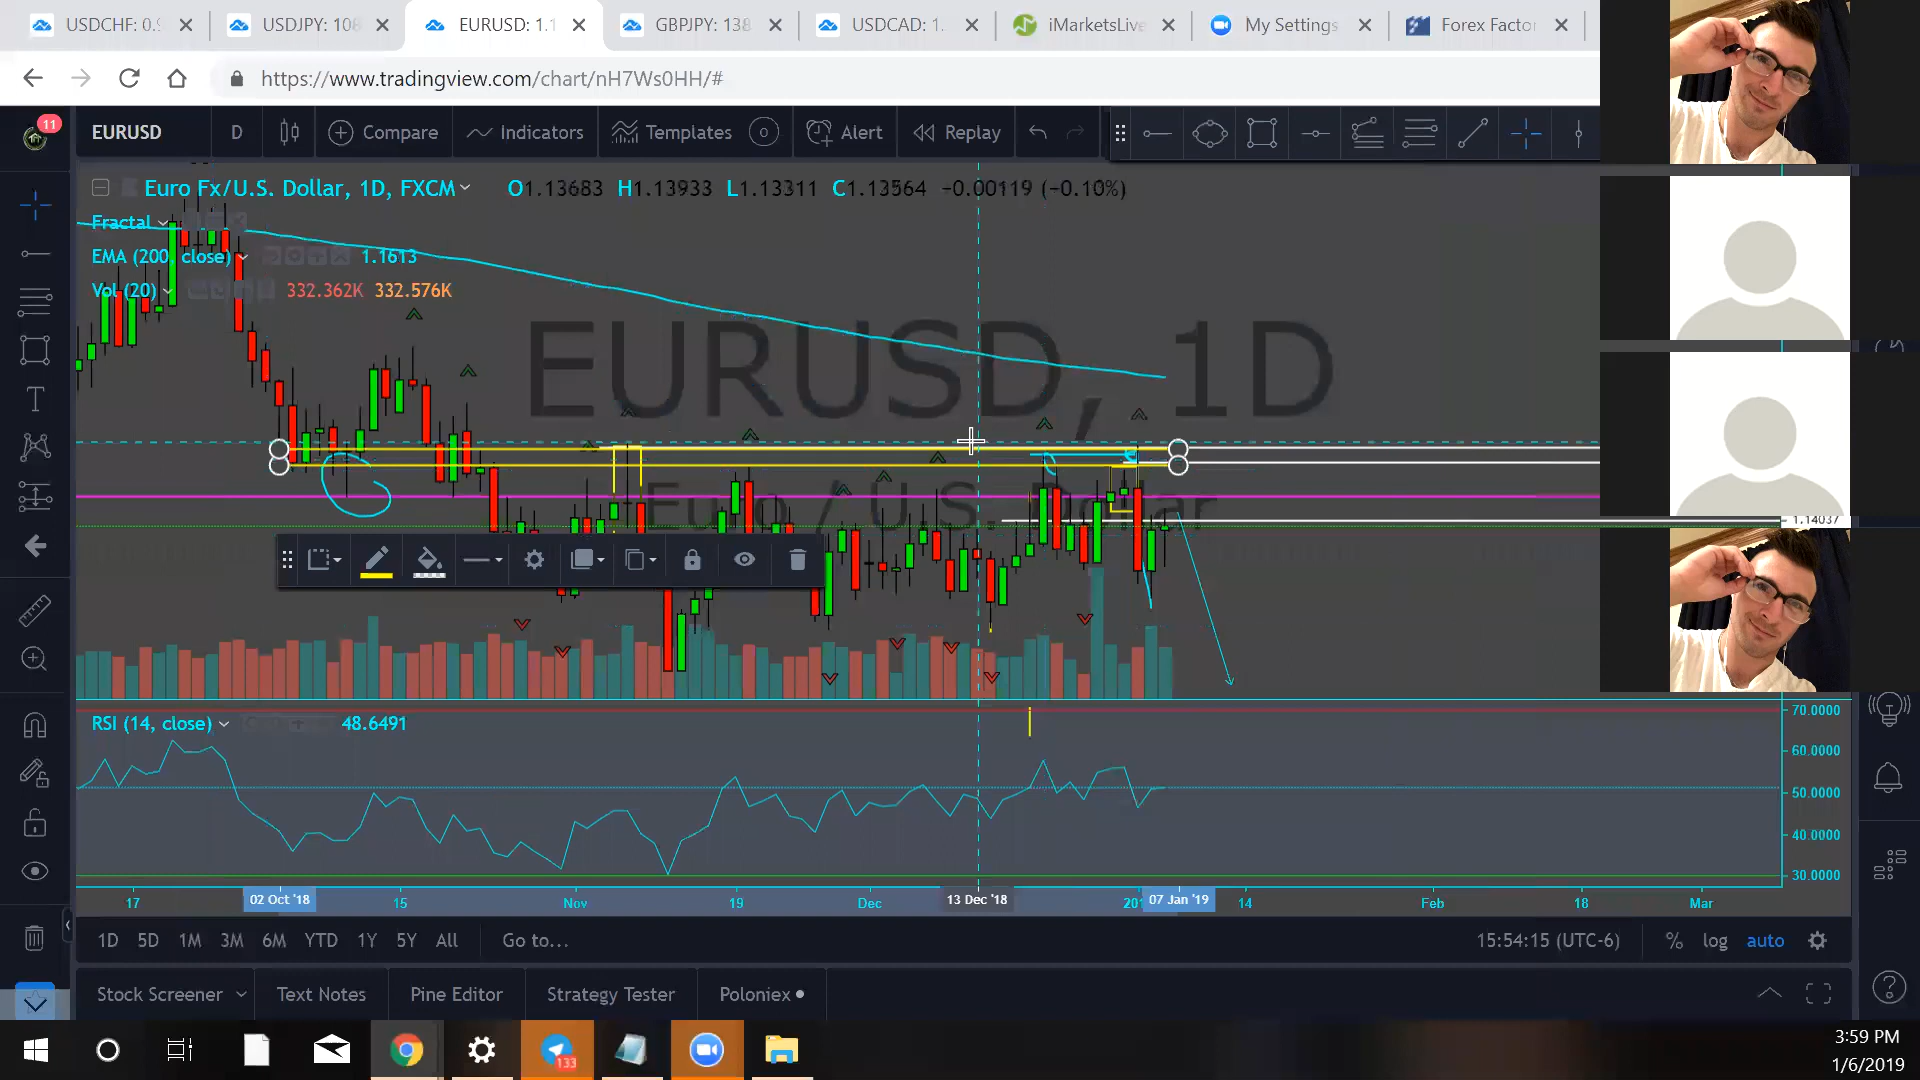 USDCHF: 0.9
USDJPY: 108
EURUSD: 1.1
GBPJPY: 138
USDCAD: 1.
iMarketsLive
My Settings
Forex Factor
https://www.tradingview.com/chart/nH7Ws0HH/#
11
EURUSD
D
Compare
Indicators
Templates
Alert
Replay
Euro Fx/U.S. Dollar, 1D, FXCM
O1.13683 H1.13933 L1.13311 C1.13564 −0.00119 (−0.10%)
Fractal
EMA (200, close)
1.1613
Vol (20)
332.362K 332.576K
EURUSD, 1D
Euro / U.S. Dollar
1.14037
RSI (14, close)
48.6491
70.0000
60.0000
50.0000
40.0000
30.0000
17
02 Oct '18
15
Nov
19
Dec
13 Dec '18
201
07 Jan '19
14
Feb
18
Mar
1D 5D 1M 3M 6M YTD 1Y 5Y All
Go to...
15:54:15 (UTC-6)
% log auto
Stock Screener
Text Notes
Pine Editor
Strategy Tester
Poloniex
133
3:59 PM
1/6/2019